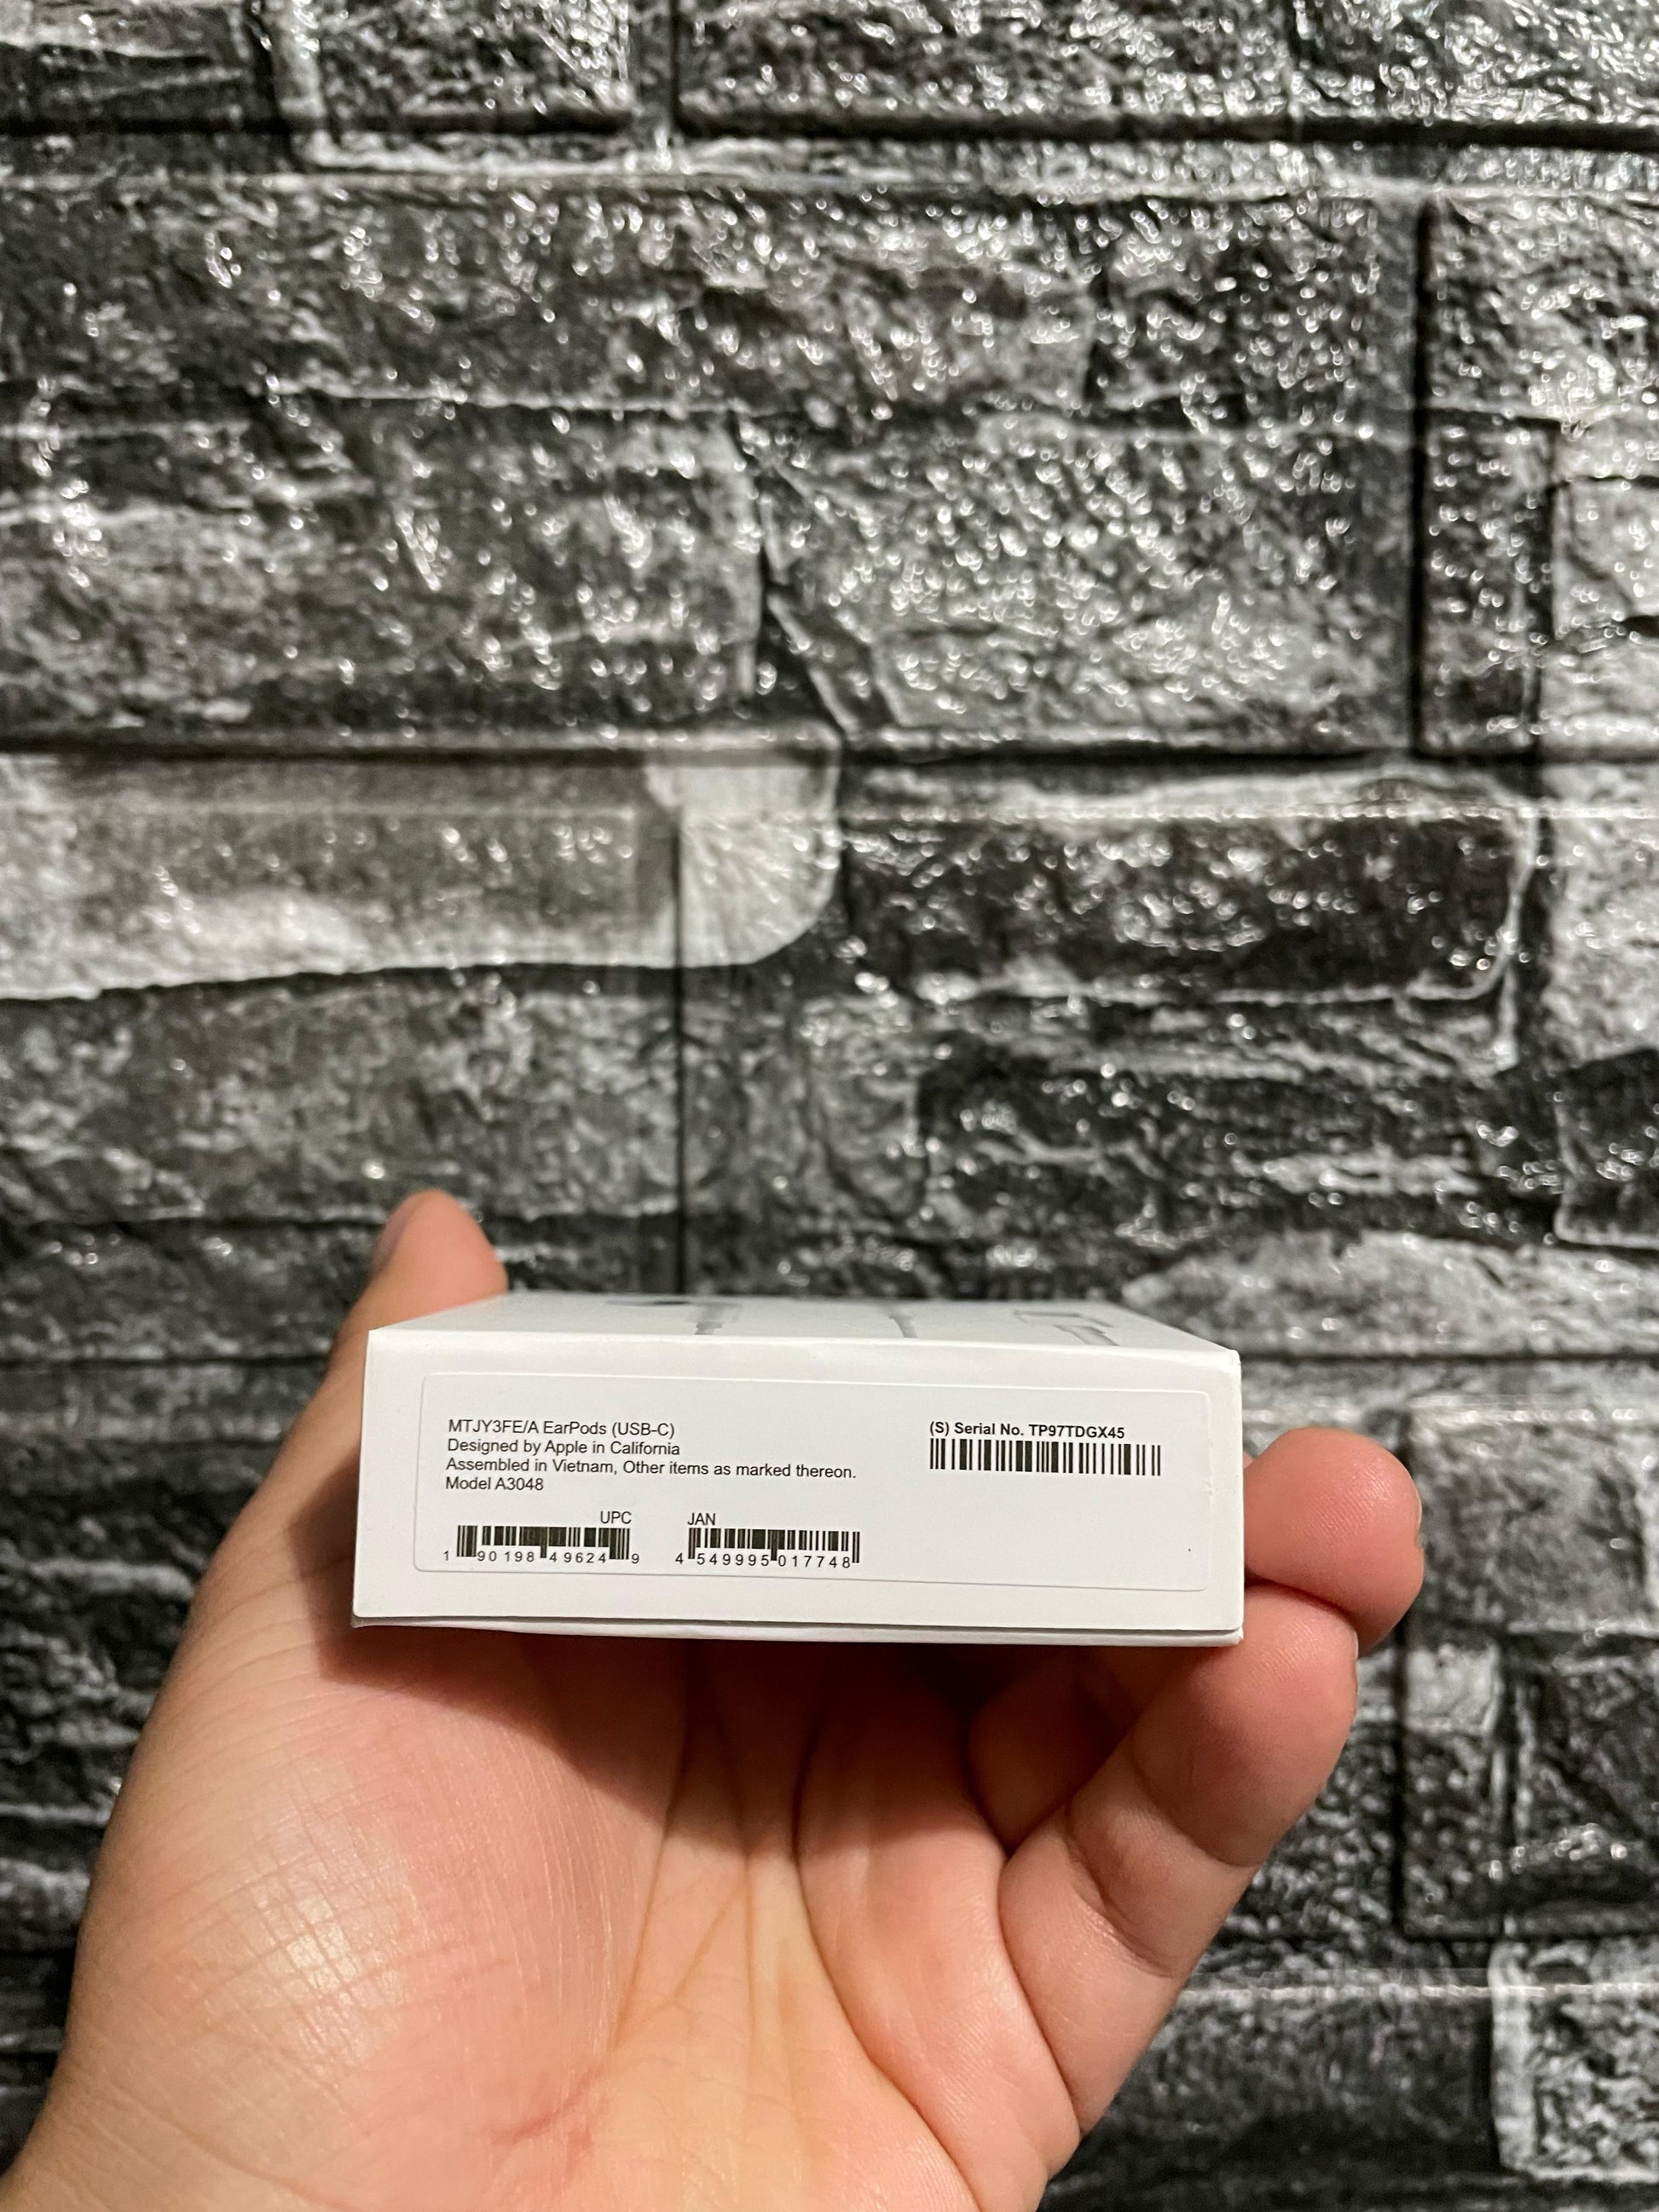 MTJY3FE/A EarPods (USB-C)
Designed by Apple in California
Assembled in Vietnam, Other items as marked thereon.
Model A3048
(S) Serial No. TP97TDGX45
UPC
1 90198 49624 9
JAN
4 549995 017748